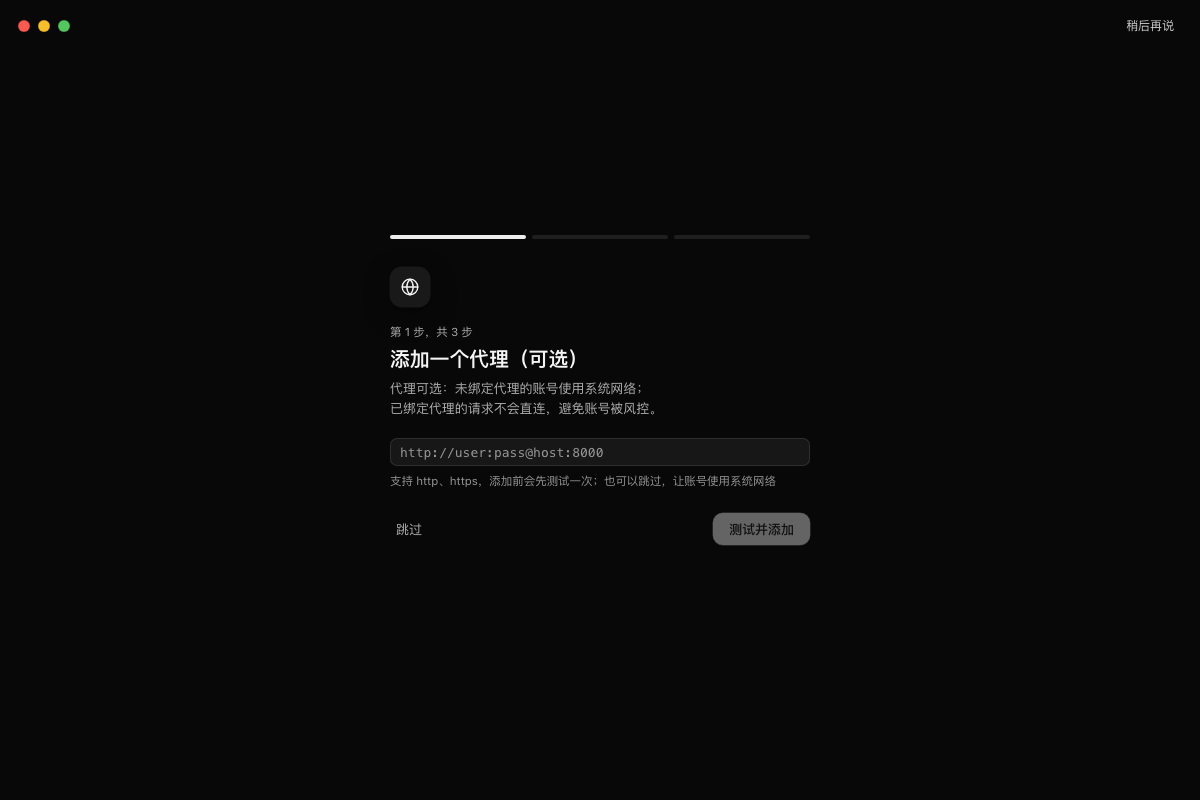 稍后再说
第 1 步，共 3 步
添加一个代理（可选）
代理可选：未绑定代理的账号使用系统网络；
已绑定代理的请求不会直连，避免账号被风控。
http://user:pass@host:8000
支持 http、https，添加前会先测试一次；也可以跳过，让账号使用系统网络
跳过
测试并添加